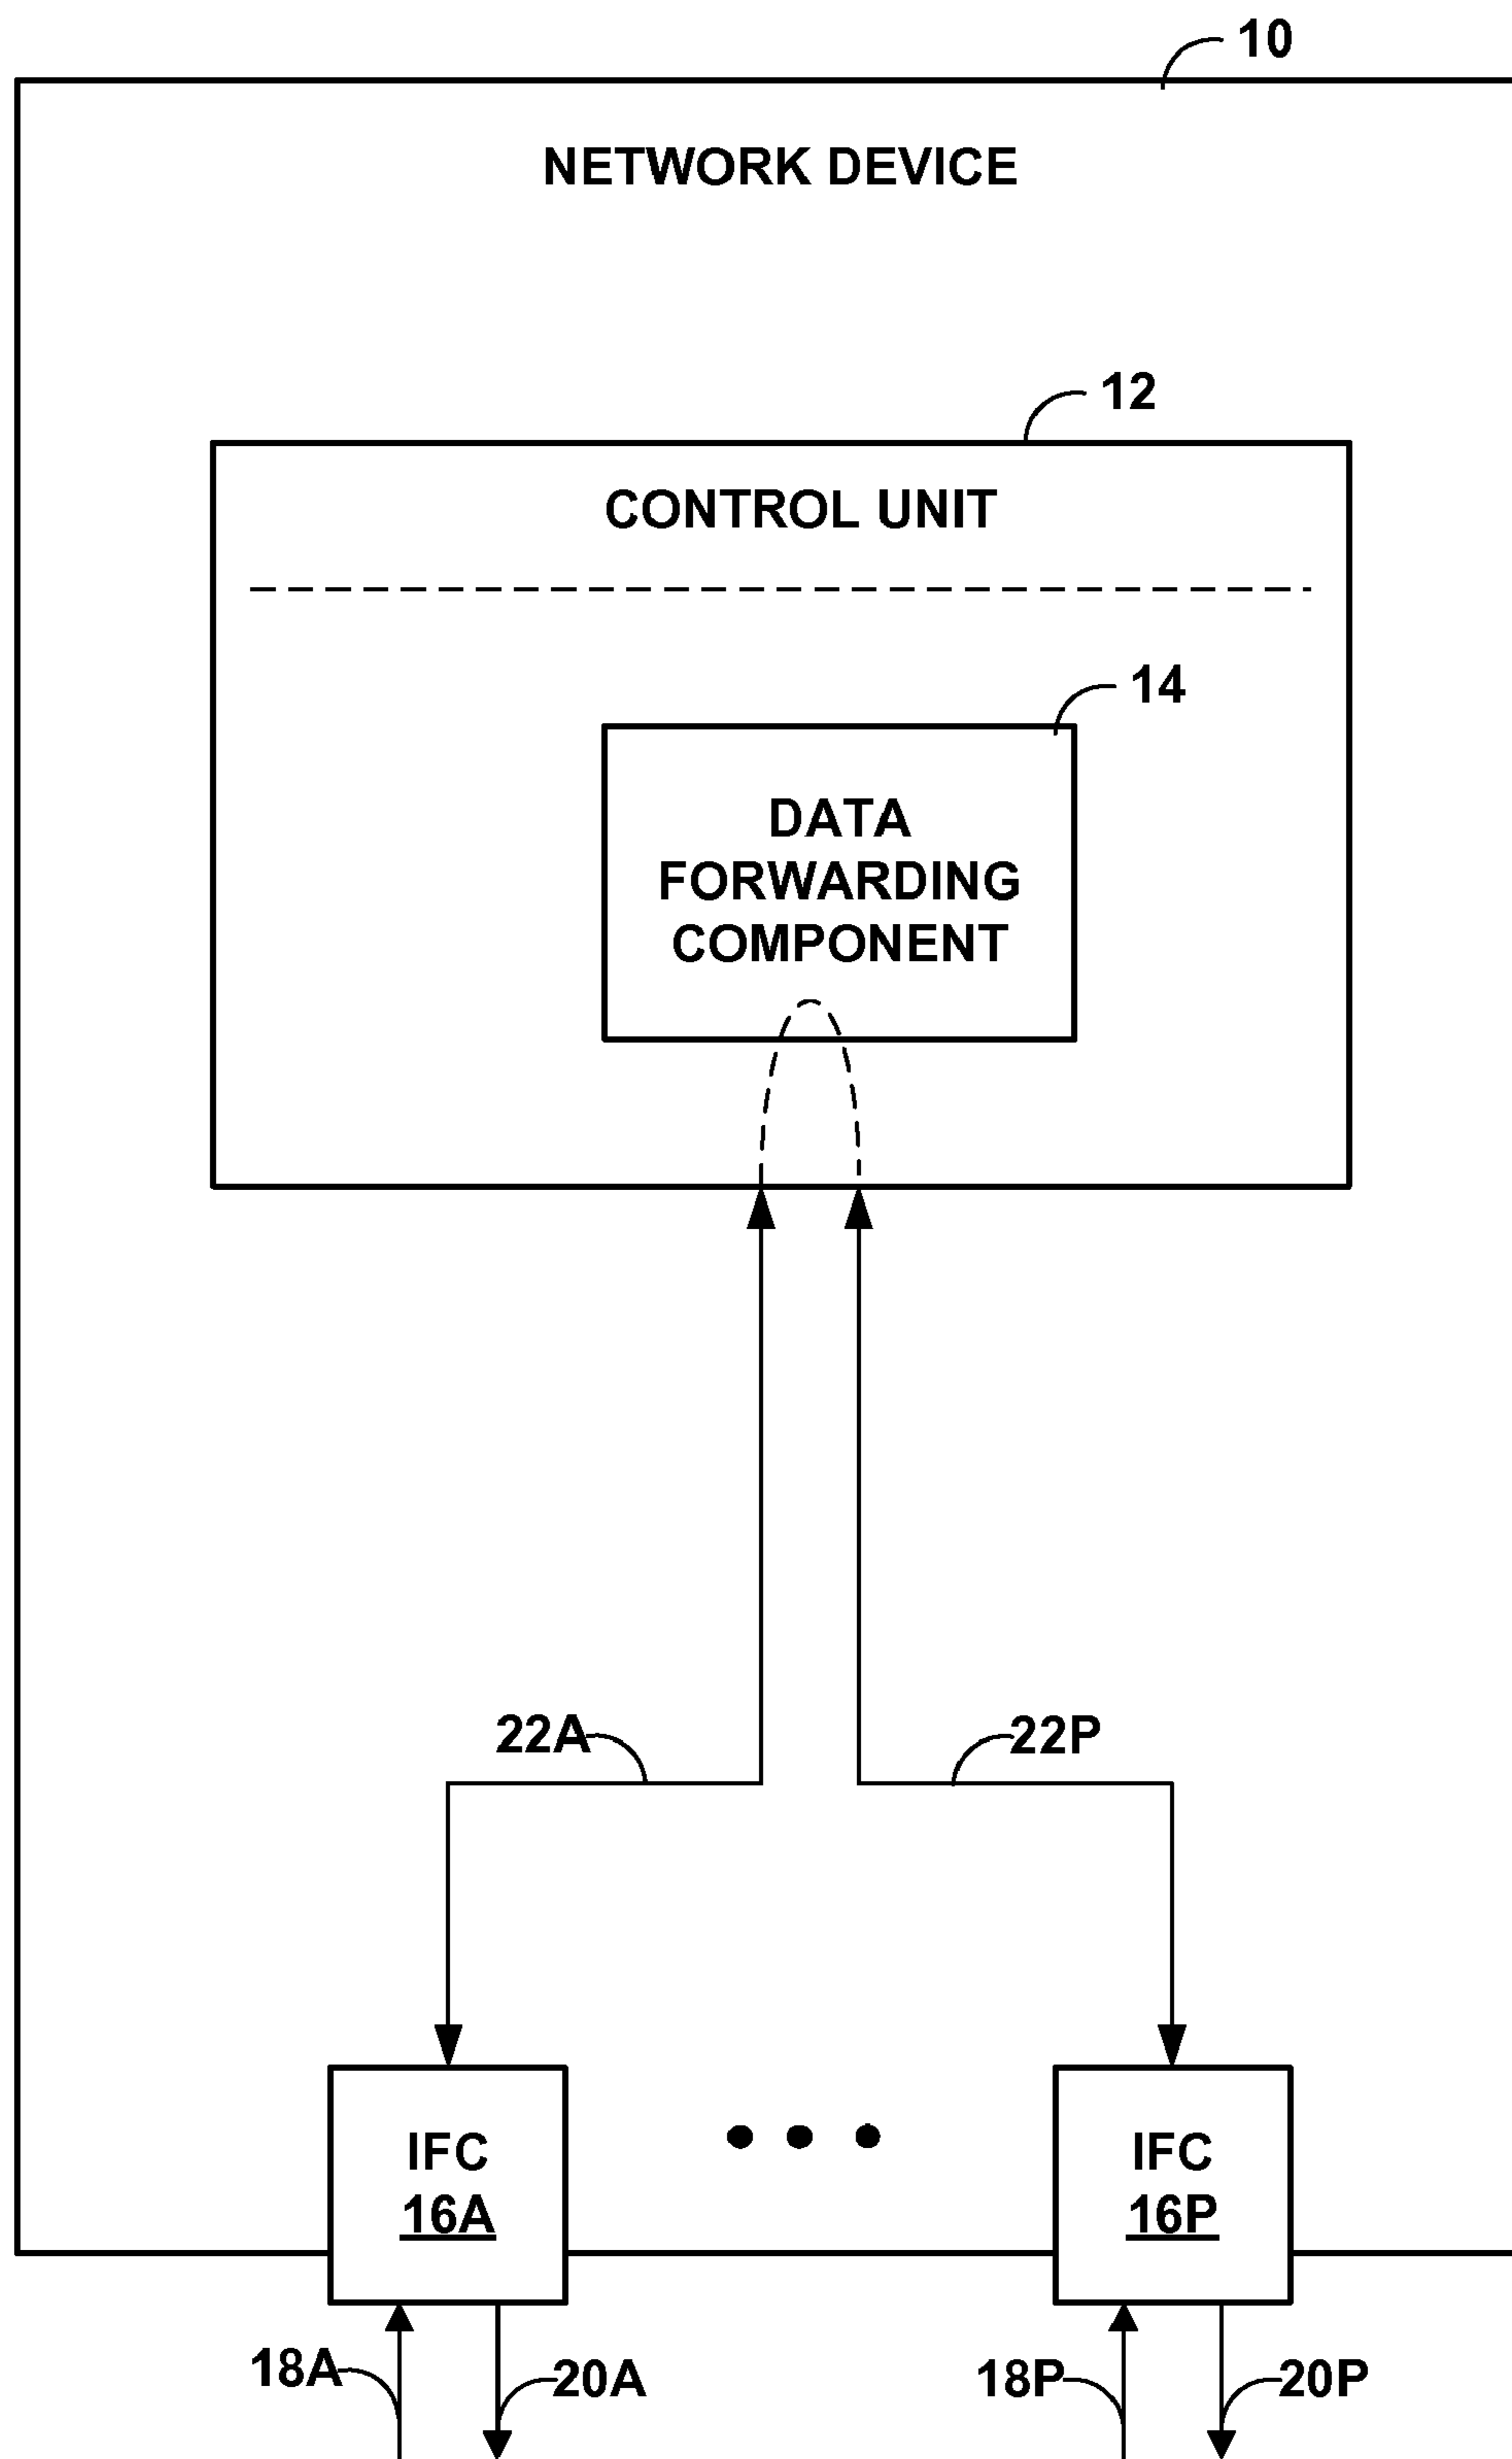 10
NETWORK DEVICE
12
CONTROL UNIT
14
DATA
FORWARDING
COMPONENT
22A
22P
IFC
16A
IFC
16P
18A
20A
18P
20P